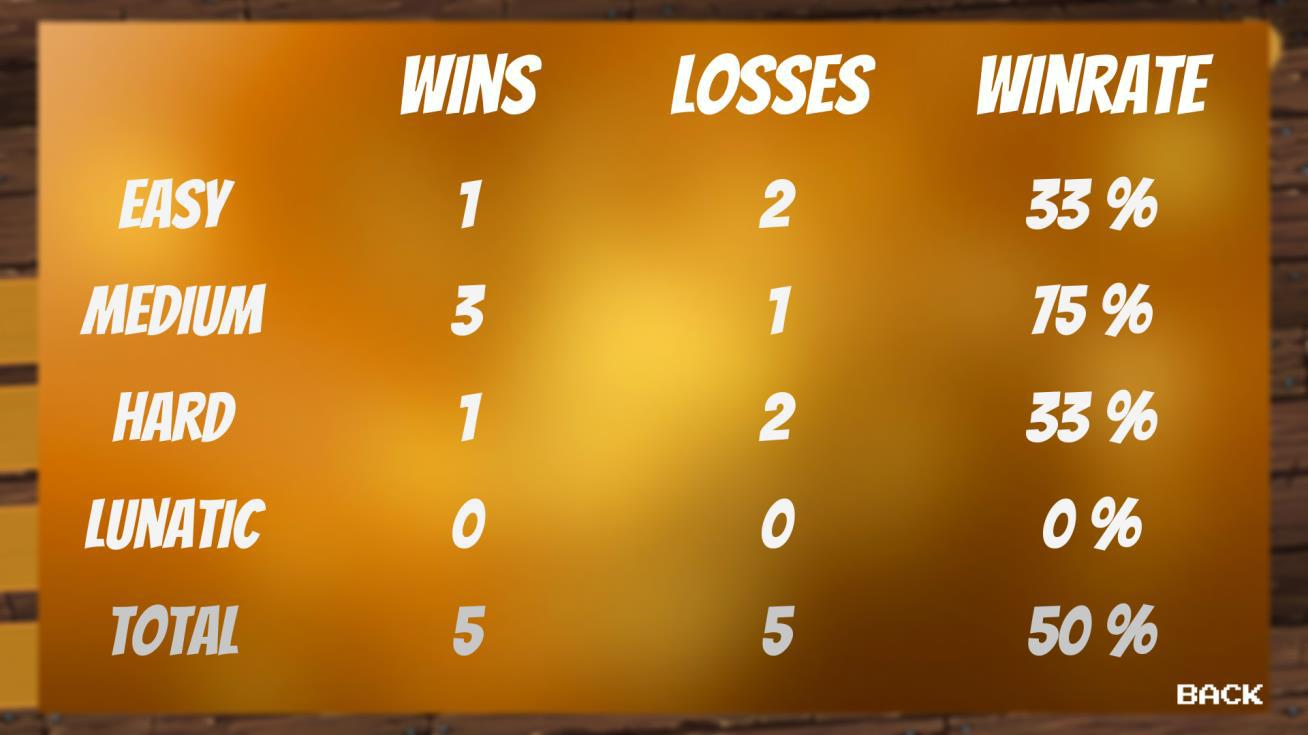 WINS LOSSES WINRATE
EASY 1 2 33 %
MEDIUM 3 1 75 %
HARD 1 2 33 %
LUNATIC 0 0 0 %
TOTAL 5 5 50 %
BACK